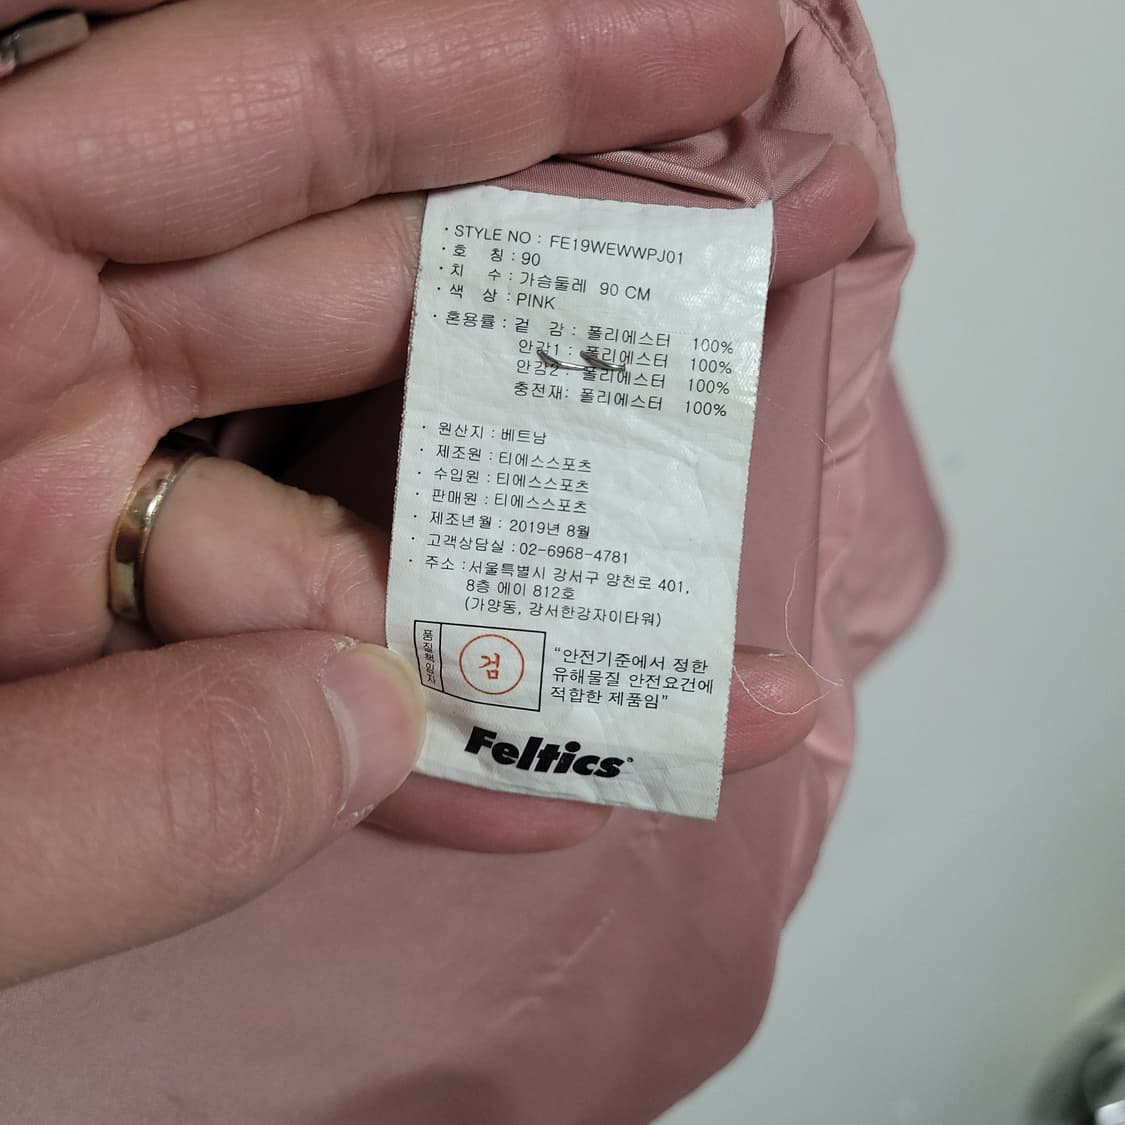 · STYLE NO : FE19WEWWPJ01
· 호 칭 : 90
· 치 수 : 가슴둘레 90 CM
· 색 상 : PINK
· 혼용률 : 겉 감 : 폴리에스터 100%
안감1 : 폴리에스터 100%
안감2 : 폴리에스터 100%
충전재: 폴리에스터 100%
· 원산지 : 베트남
· 제조원 : 티에스스포츠
· 수입원 : 티에스스포츠
· 판매원 : 티에스스포츠
· 제조년월 : 2019년 8월
· 고객상담실 : 02-6968-4781
· 주소 : 서울특별시 강서구 양천로 401,
8층 에이 812호
(가양동, 강서한강자이타워)
품질책임자
검
"안전기준에서 정한
유해물질 안전요건에
적합한 제품임"
Feltics